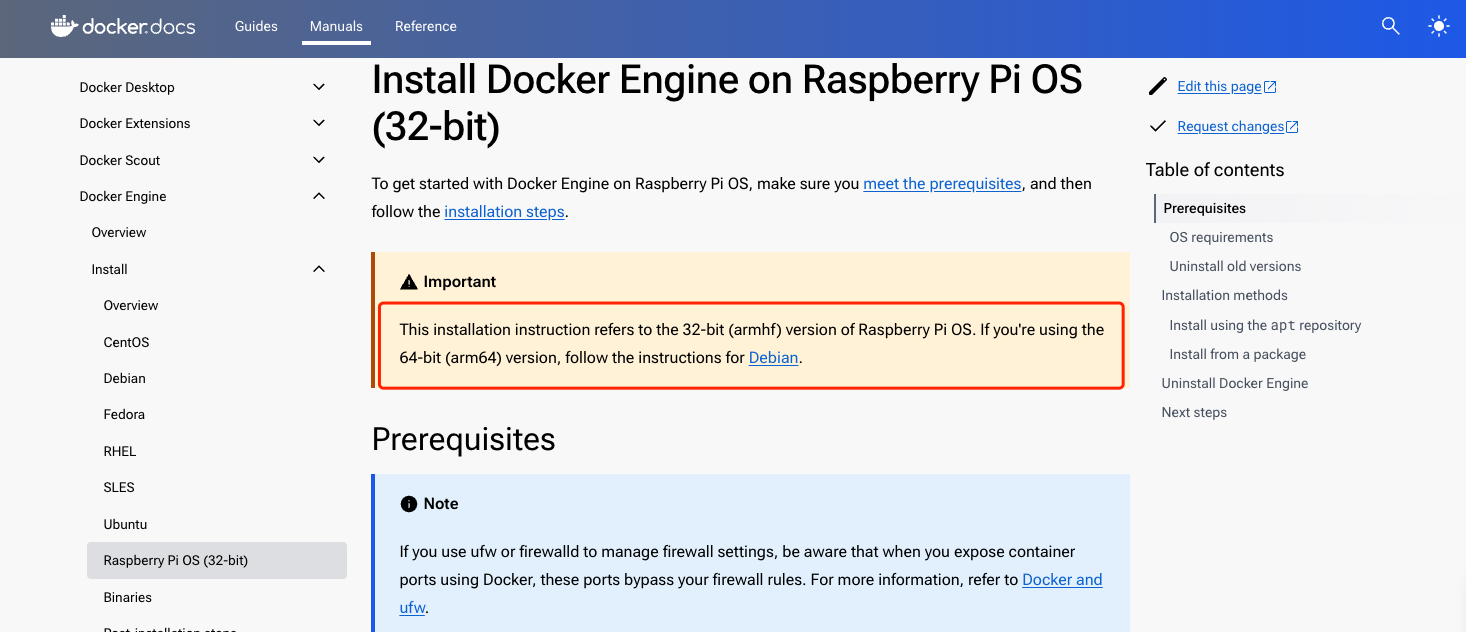 docker.docs
Guides
Manuals
Reference
Docker Desktop
Docker Extensions
Docker Scout
Docker Engine
Overview
Install
Overview
CentOS
Debian
Fedora
RHEL
SLES
Ubuntu
Raspberry Pi OS (32-bit)
Binaries
Post-installation steps
Install Docker Engine on Raspberry Pi OS
(32-bit)
To get started with Docker Engine on Raspberry Pi OS, make sure you meet the prerequisites, and then
follow the installation steps.
Important
This installation instruction refers to the 32-bit (armhf) version of Raspberry Pi OS. If you're using the
64-bit (arm64) version, follow the instructions for Debian.
Prerequisites
Note
If you use ufw or firewalld to manage firewall settings, be aware that when you expose container
ports using Docker, these ports bypass your firewall rules. For more information, refer to Docker and
ufw.
Edit this page
Request changes
Table of contents
Prerequisites
OS requirements
Uninstall old versions
Installation methods
Install using the apt repository
Install from a package
Uninstall Docker Engine
Next steps